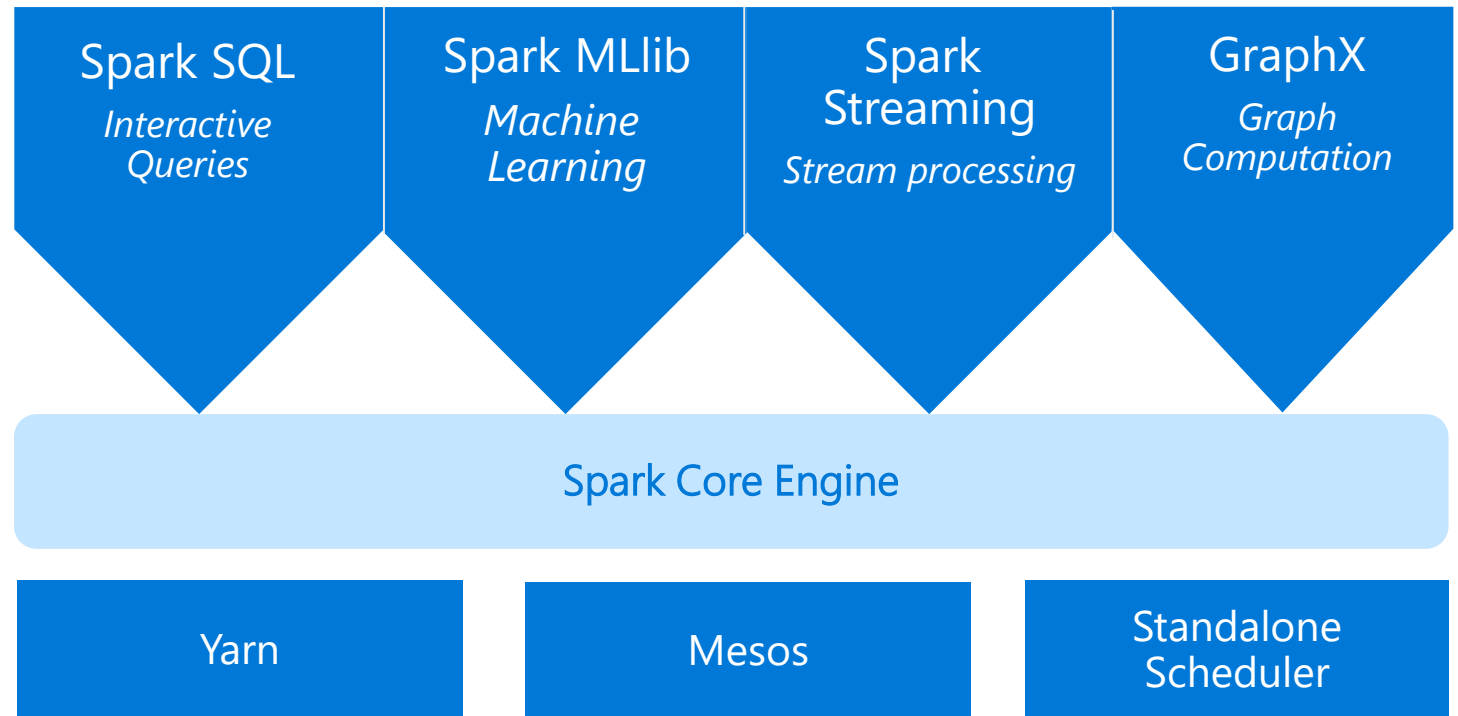 Spark SQL
Interactive
Queries
Spark MLlib
Machine
Learning
Spark
Streaming
Stream processing
GraphX
Graph
Computation
Spark Core Engine
Yarn
Mesos
Standalone
Scheduler